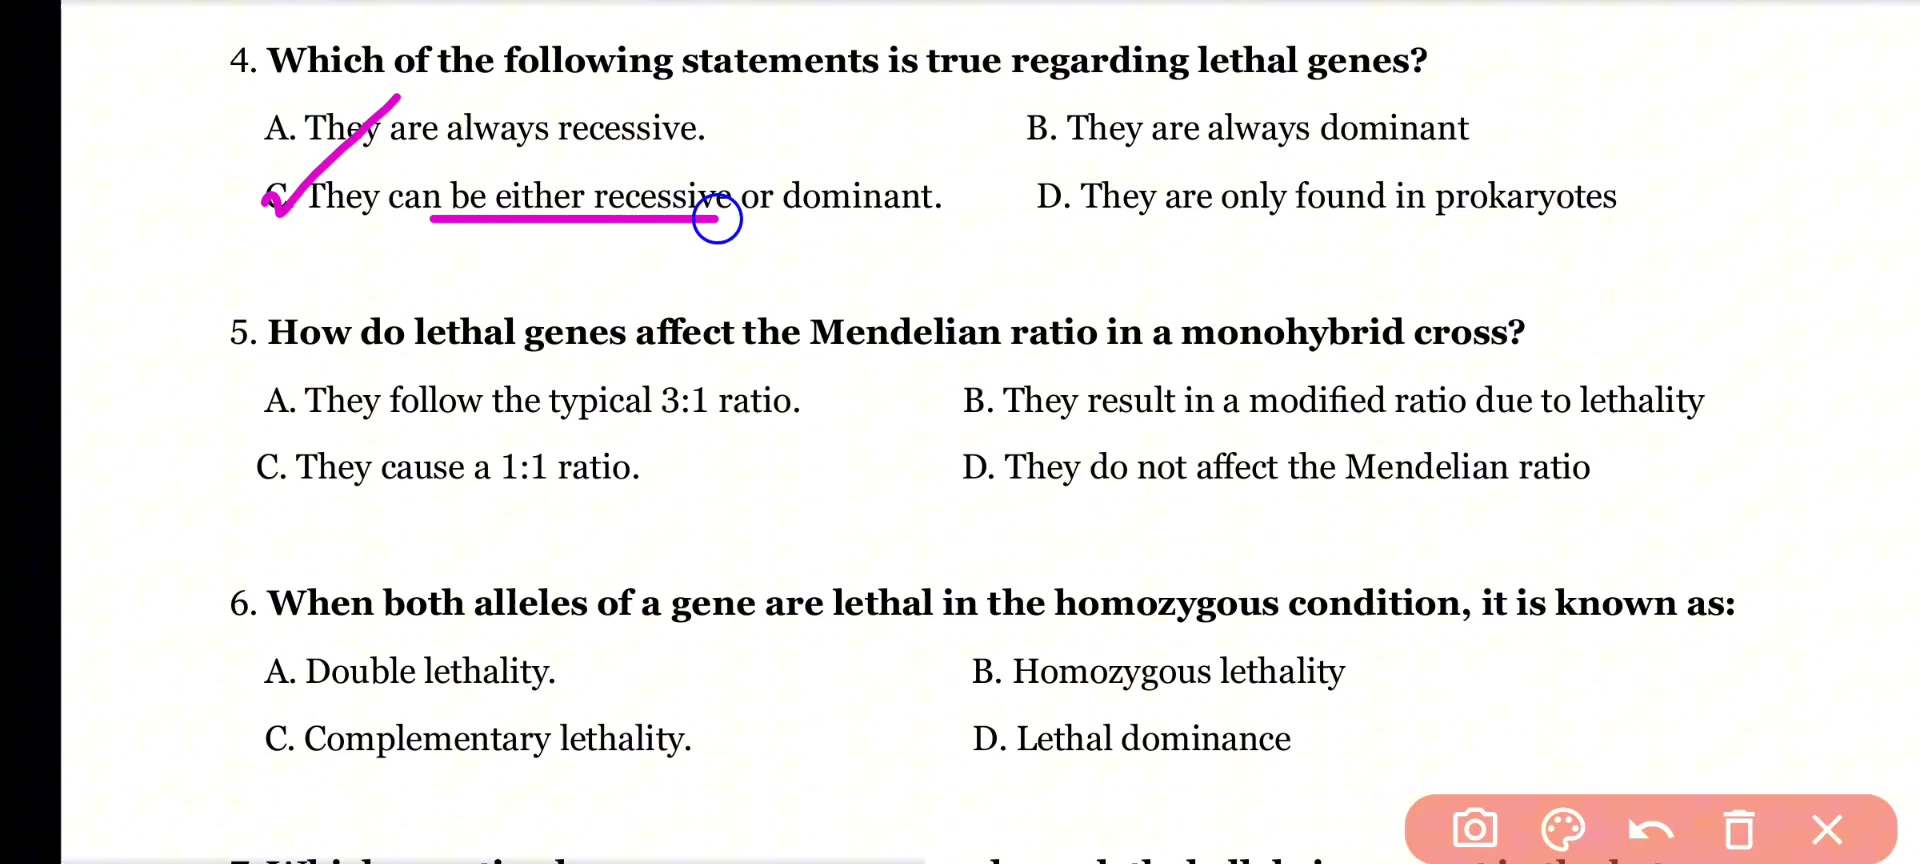 4. Which of the following statements is true regarding lethal genes?
A. They are always recessive. B. They are always dominant
C. They can be either recessive or dominant. D. They are only found in prokaryotes
5. How do lethal genes affect the Mendelian ratio in a monohybrid cross?
A. They follow the typical 3:1 ratio. B. They result in a modified ratio due to lethality
C. They cause a 1:1 ratio. D. They do not affect the Mendelian ratio
6. When both alleles of a gene are lethal in the homozygous condition, it is known as:
A. Double lethality. B. Homozygous lethality
C. Complementary lethality. D. Lethal dominance